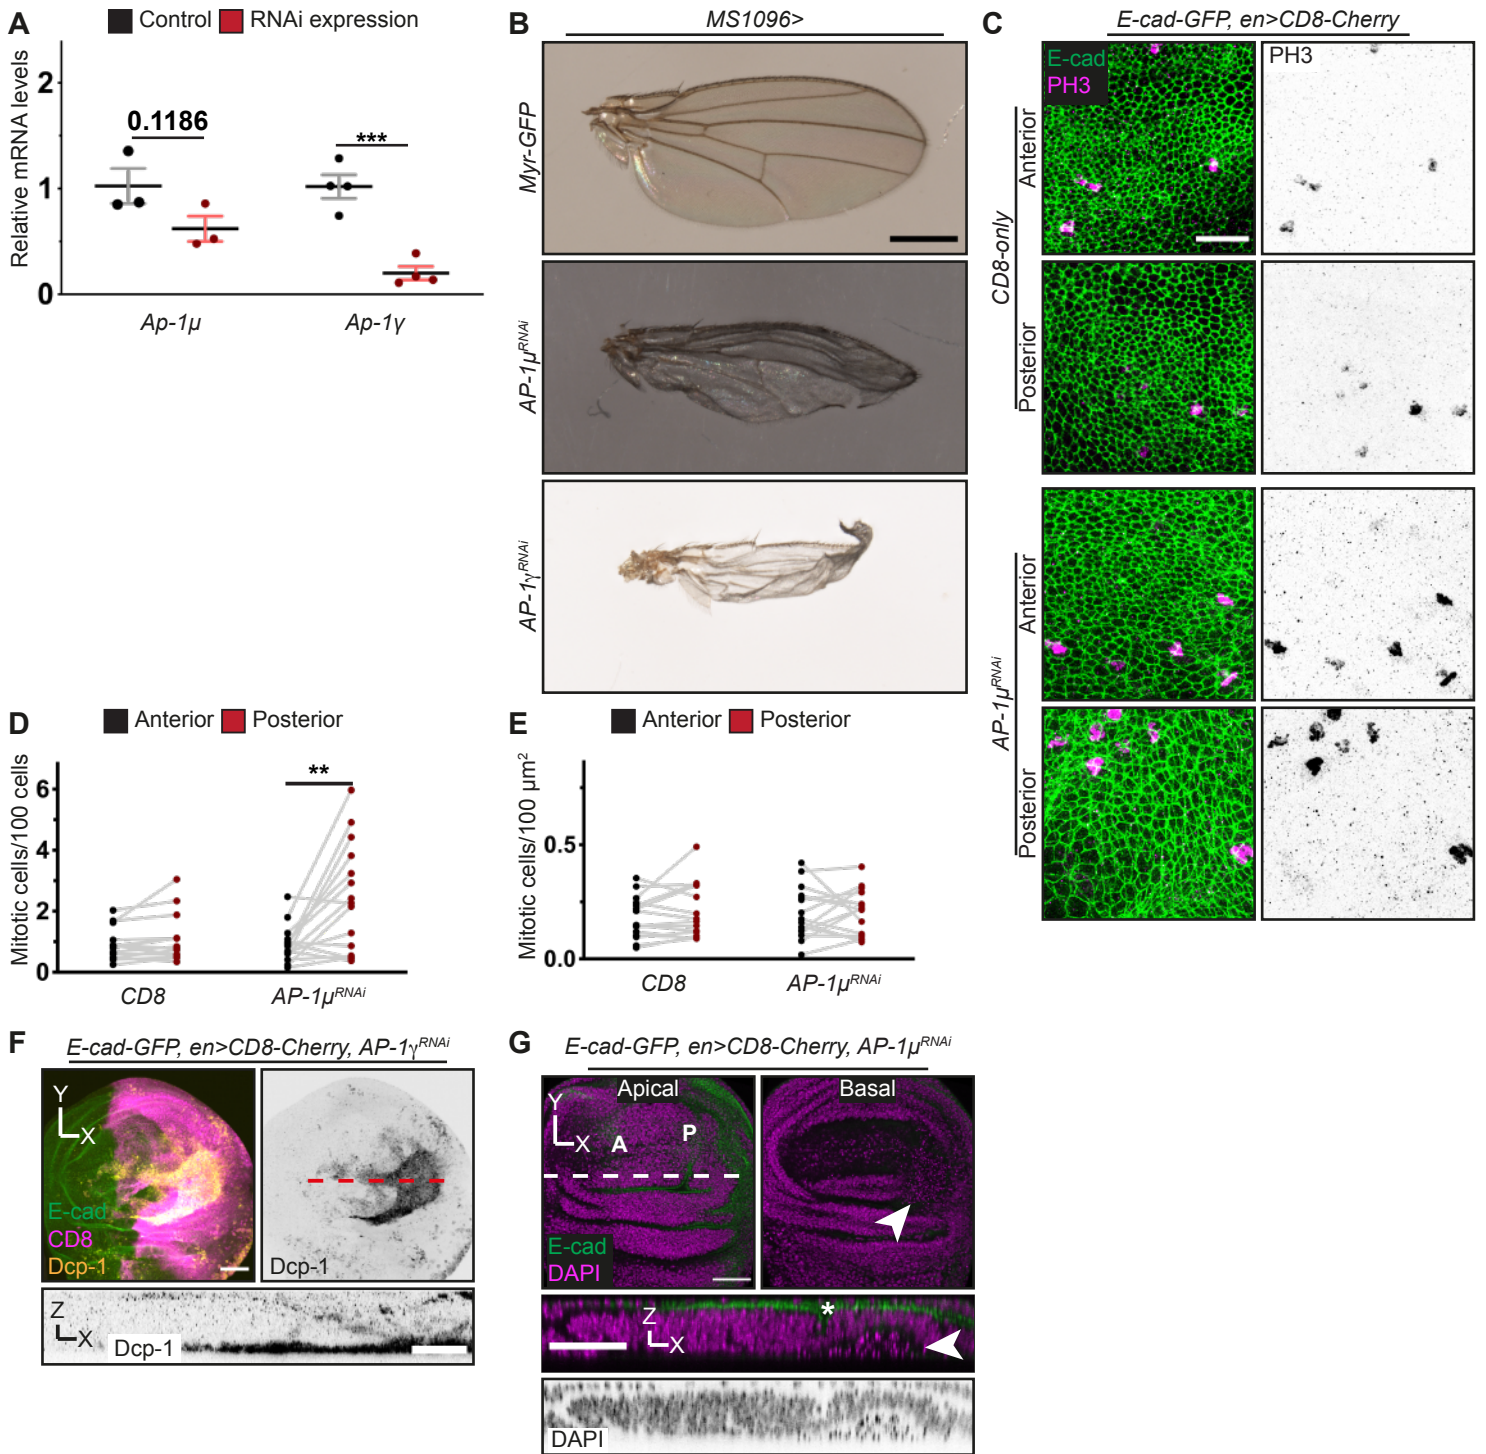 A
Control RNAi expression
Relative mRNA levels
2
1
0
0.1186
***
Ap-1µ
Ap-1γ
B
MS1096>
Myr-GFP
AP-1µRNAi
AP-1γRNAi
C
E-cad-GFP, en>CD8-Cherry
E-cad
PH3
PH3
CD8-only
Anterior
Posterior
AP-1µRNAi
Anterior
Posterior
D
Anterior Posterior
Mitotic cells/100 cells
6
4
2
0
**
CD8
AP-1µRNAi
E
Anterior Posterior
Mitotic cells/100 µm2
0.5
0.0
CD8
AP-1µRNAi
F
E-cad-GFP, en>CD8-Cherry, AP-1γRNAi
Y
X
E-cad
CD8
Dcp-1
Dcp-1
Z
X
Dcp-1
G
E-cad-GFP, en>CD8-Cherry, AP-1µRNAi
Apical
Basal
Y
X
A
P
E-cad
DAPI
Z
X
*
DAPI